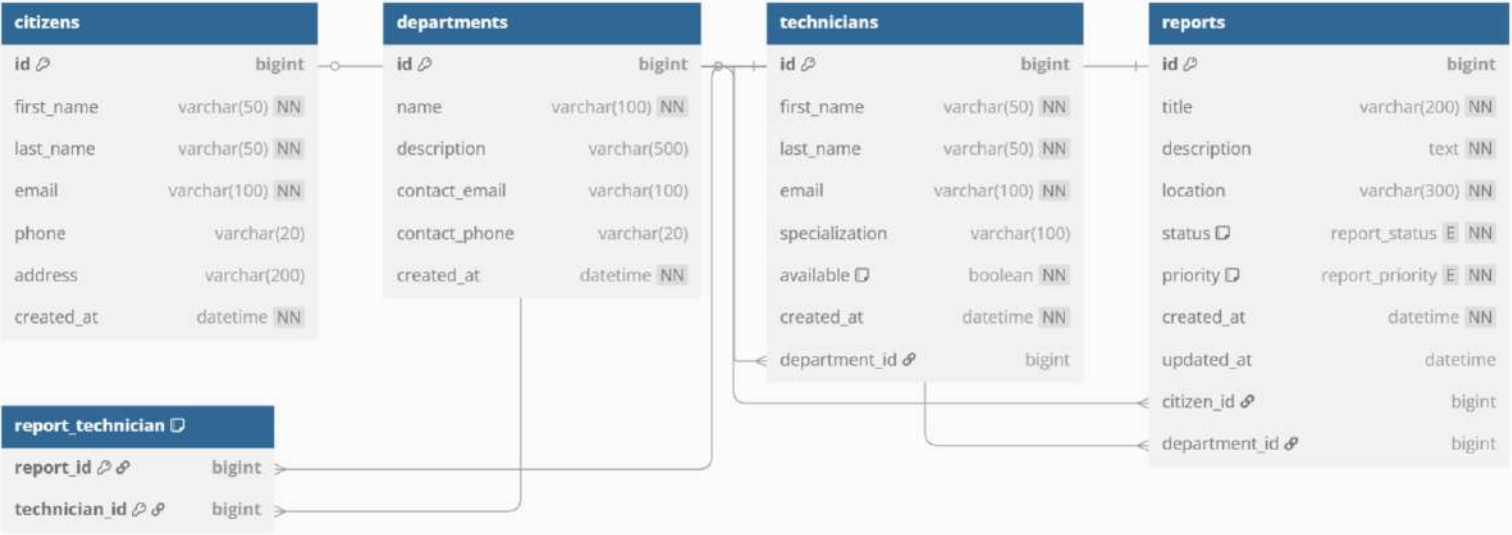 citizens
id bigint
first_name varchar(50) NN
last_name varchar(50) NN
email varchar(100) NN
phone varchar(20)
address varchar(200)
created_at datetime NN
departments
id bigint
name varchar(100) NN
description varchar(500)
contact_email varchar(100)
contact_phone varchar(20)
created_at datetime NN
technicians
id bigint
first_name varchar(50) NN
last_name varchar(50) NN
email varchar(100) NN
specialization varchar(100)
available boolean NN
created_at datetime NN
department_id bigint
reports
id bigint
title varchar(200) NN
description text NN
location varchar(300) NN
status report_status E NN
priority report_priority E NN
created_at datetime NN
updated_at datetime
citizen_id bigint
department_id bigint
report_technician
report_id bigint
technician_id bigint